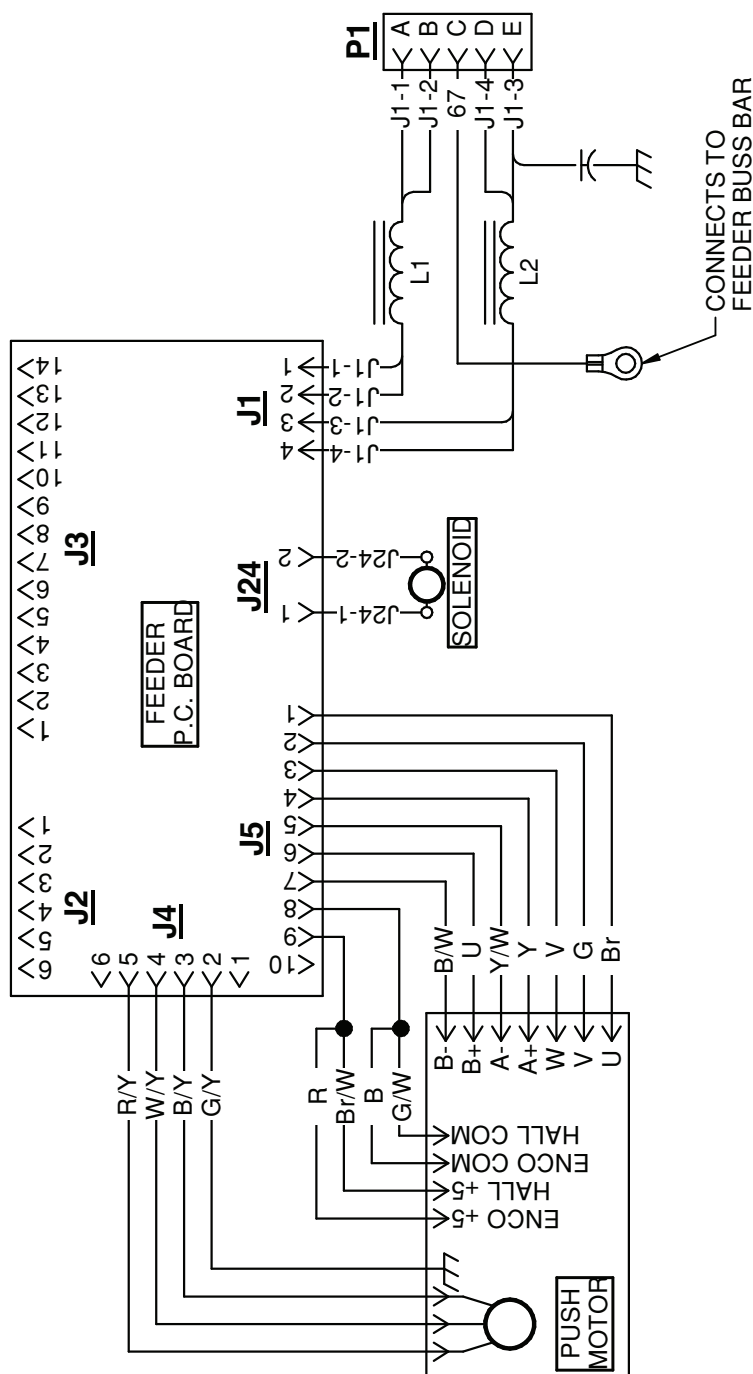 P1
A
B
C
D
E
J1-1
J1-2
67
J1-4
J1-3
CONNECTS TO
FEEDER BUSS BAR
L1
L2
14
13
12
11
10
9
8
7
6
5
4
3
2
1
J3
1
2
3
4
J1
J1-1
J1-2
J1-3
J1-4
FEEDER
P.C. BOARD
J24
2
1
J24-2
J24-1
SOLENOID
1
2
3
4
5
6
J2
J4
6
5
4
3
2
1
J5
1
2
3
4
5
6
7
8
9
10
R/Y
W/Y
B/Y
G/Y
R
Br/W
B
G/W
B/W
U
Y/W
Y
V
G
Br
B-
B+
A-
A+
W
V
U
HALL COM
ENCO COM
HALL +5
ENCO +5
PUSH
MOTOR